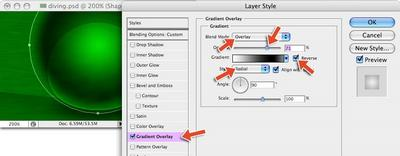 diving.psd @ 200% (Shap
200%
Doc: 6.59M/53.5M
Layer Style
Styles
Blending Options: Custom
Drop Shadow
Inner Shadow
Outer Glow
Inner Glow
Bevel and Emboss
Contour
Texture
Satin
Color Overlay
Gradient Overlay
Pattern Overlay
Gradient Overlay
Gradient
Blend Mode: Overlay
%
Gradient: Reverse
Radial Align with
Angle: 90 °
Scale: 100 %
OK
Cancel
New Style...
Preview